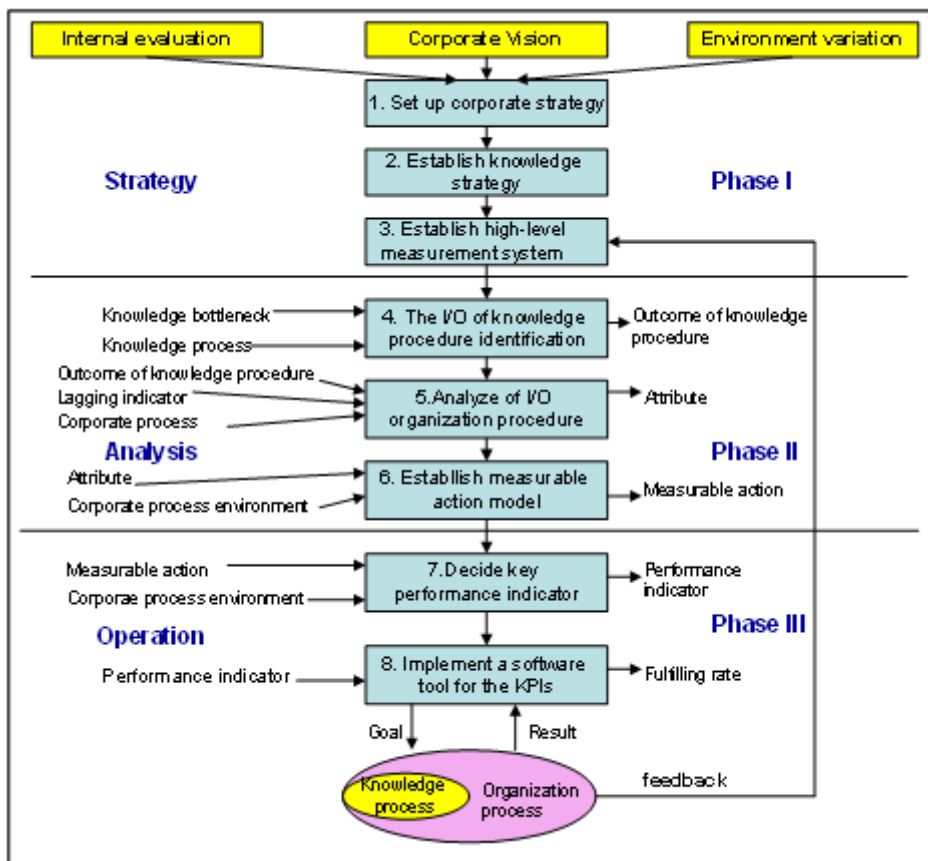 Internal evaluation
Corporate Vision
Environment variation
1. Set up corporate strategy
2. Establish knowledge
strategy
Strategy
Phase I
3. Establish high-level
measurement system
Knowledge bottleneck
Knowledge process
4. The I/O of knowledge
procedure identification
Outcome of knowledge
procedure
Outcome of knowledge procedure
Lagging indicator
Corporate process
5.Analyze of I/O
organization procedure
Attribute
Analysis
Phase II
Attribute
Corporate process environment
6. Establlish measurable
action model
Measurable action
Measurable action
Corporae process environment
7.Decide key
performance indicator
Performance
indicator
Operation
Phase III
Performance indicator
8. Implement a software
tool for the KPIs
Fulfilling rate
Goal
Result
Knowledge
process
Organization
process
feedback